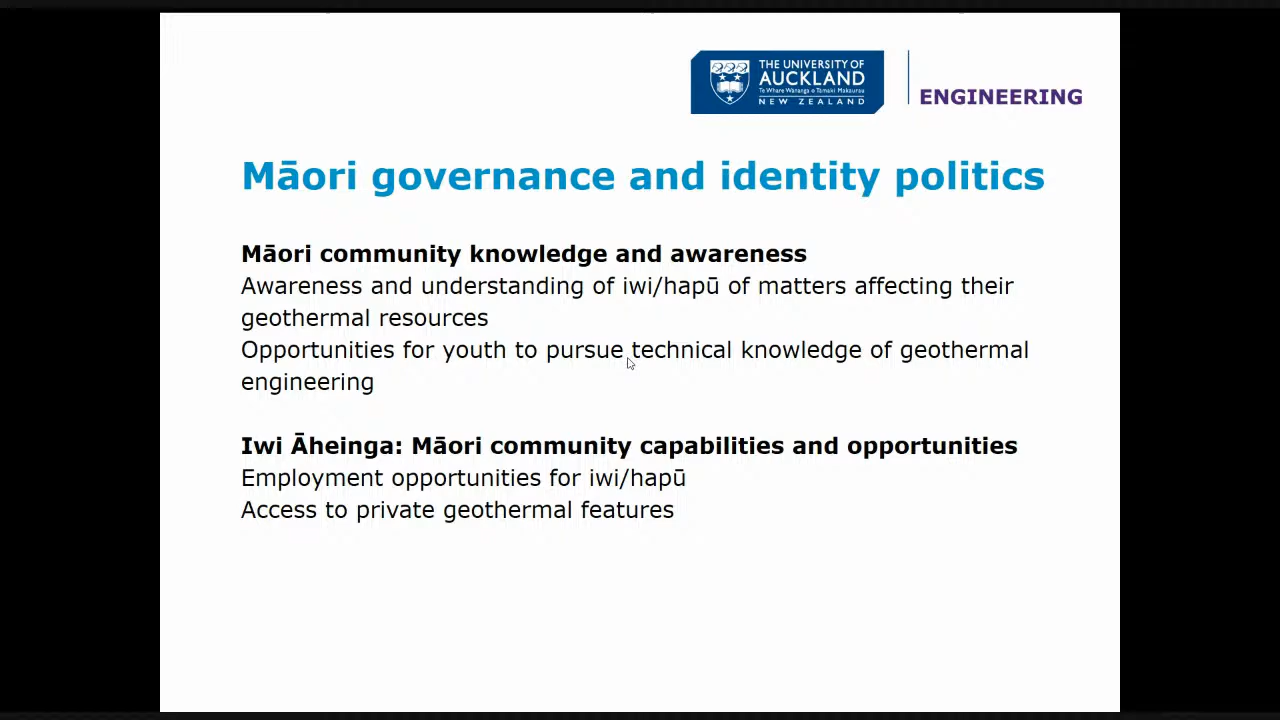 THE UNIVERSITY OF
AUCKLAND
Te Whare Wānanga o Tāmaki Makaurau
NEW ZEALAND
ENGINEERING
Māori governance and identity politics
Māori community knowledge and awareness
Awareness and understanding of iwi/hapū of matters affecting their
geothermal resources
Opportunities for youth to pursue technical knowledge of geothermal
engineering
Iwi Āheinga: Māori community capabilities and opportunities
Employment opportunities for iwi/hapū
Access to private geothermal features